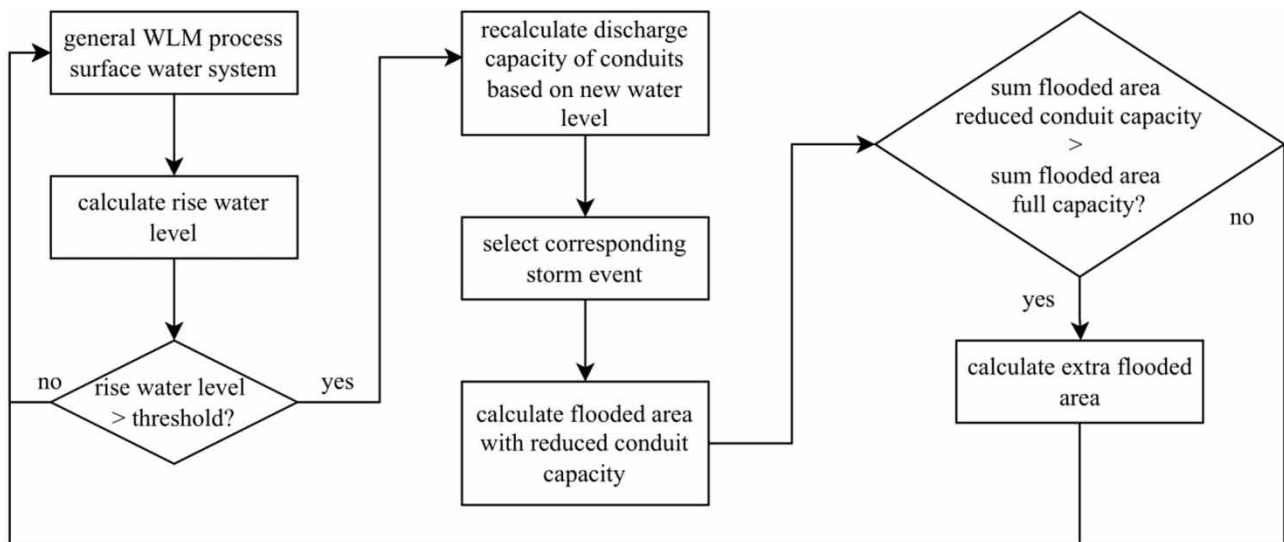 general WLM process
surface water system
calculate rise water
level
no
rise water level
> threshold?
yes
recalculate discharge
capacity of conduits
based on new water
level
select corresponding
storm event
calculate flooded area
with reduced conduit
capacity
sum flooded area
reduced conduit capacity
>
sum flooded area
full capacity?
no
yes
calculate extra flooded
area